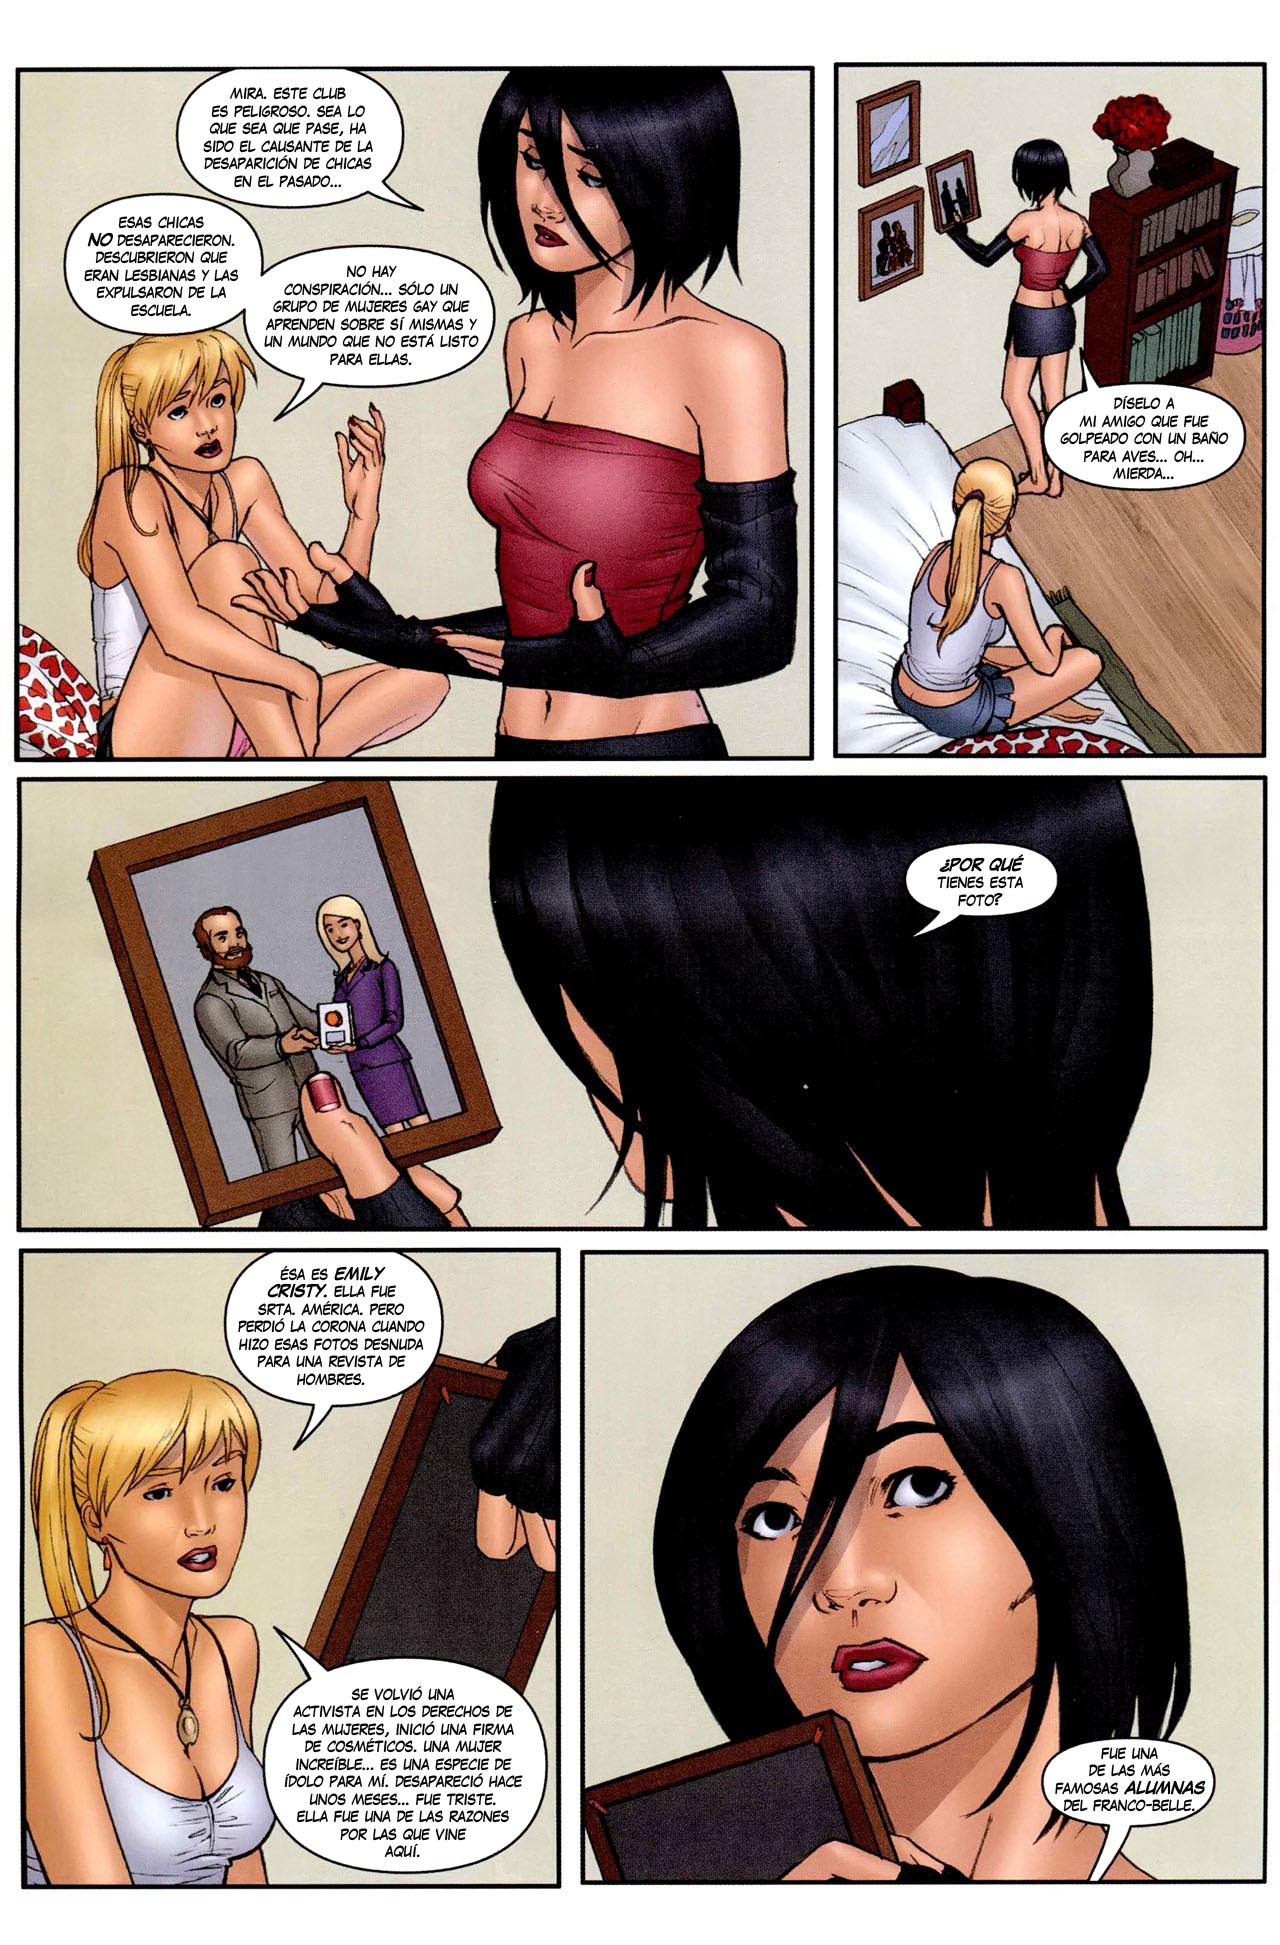 MIRA. ESTE CLUB
ES PELIGROSO. SEA LO
QUE SEA QUE PASE, HA
SIDO EL CAUSANTE DE LA
DESAPARICIÓN DE CHICAS
EN EL PASADO...
ESAS CHICAS
NO DESAPARECIERON.
DESCUBRIERON QUE
ERAN LESBIANAS Y LAS
EXPULSARON DE LA
ESCUELA.
NO HAY
CONSPIRACIÓN... SÓLO UN
GRUPO DE MUJERES GAY QUE
APRENDEN SOBRE SÍ MISMAS Y
UN MUNDO QUE NO ESTÁ LISTO
PARA ELLAS.
DÍSELO A
MI AMIGO QUE FUE
GOLPEADO CON UN BAÑO
PARA AVES... OH...
MIERDA...
¿POR QUÉ
TIENES ESTA
FOTO?
ÉSA ES EMILY
CRISTY. ELLA FUE
SRTA. AMÉRICA. PERO
PERDIÓ LA CORONA CUANDO
HIZO ESAS FOTOS DESNUDA
PARA UNA REVISTA DE
HOMBRES.
SE VOLVIÓ UNA
ACTIVISTA EN LOS DERECHOS DE
LAS MUJERES, INICIÓ UNA FIRMA
DE COSMÉTICOS. UNA MUJER
INCREÍBLE... ES UNA ESPECIE DE
ÍDOLO PARA MÍ. DESAPARECIÓ HACE
UNOS MESES... FUE TRISTE.
ELLA FUE UNA DE LAS RAZONES
POR LAS QUE VINE
AQUÍ.
FUE UNA
DE LAS MÁS
FAMOSAS ALUMNAS
DEL FRANCO-BELLE.